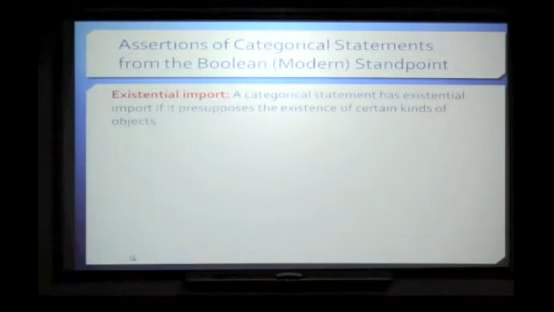 Assertions of Categorical Statements
from the Boolean (Modern) Standpoint
Existential import: A categorical statement has existential
import if it presupposes the existence of certain kinds of
objects